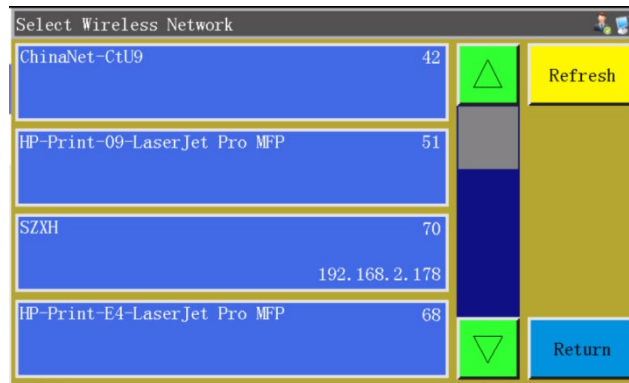 Select Wireless Network
ChinaNet-CtU9 42
Refresh
HP-Print-09-LaserJet Pro MFP 51
SZXH 70
192.168.2.178
HP-Print-E4-LaserJet Pro MFP 68
Return